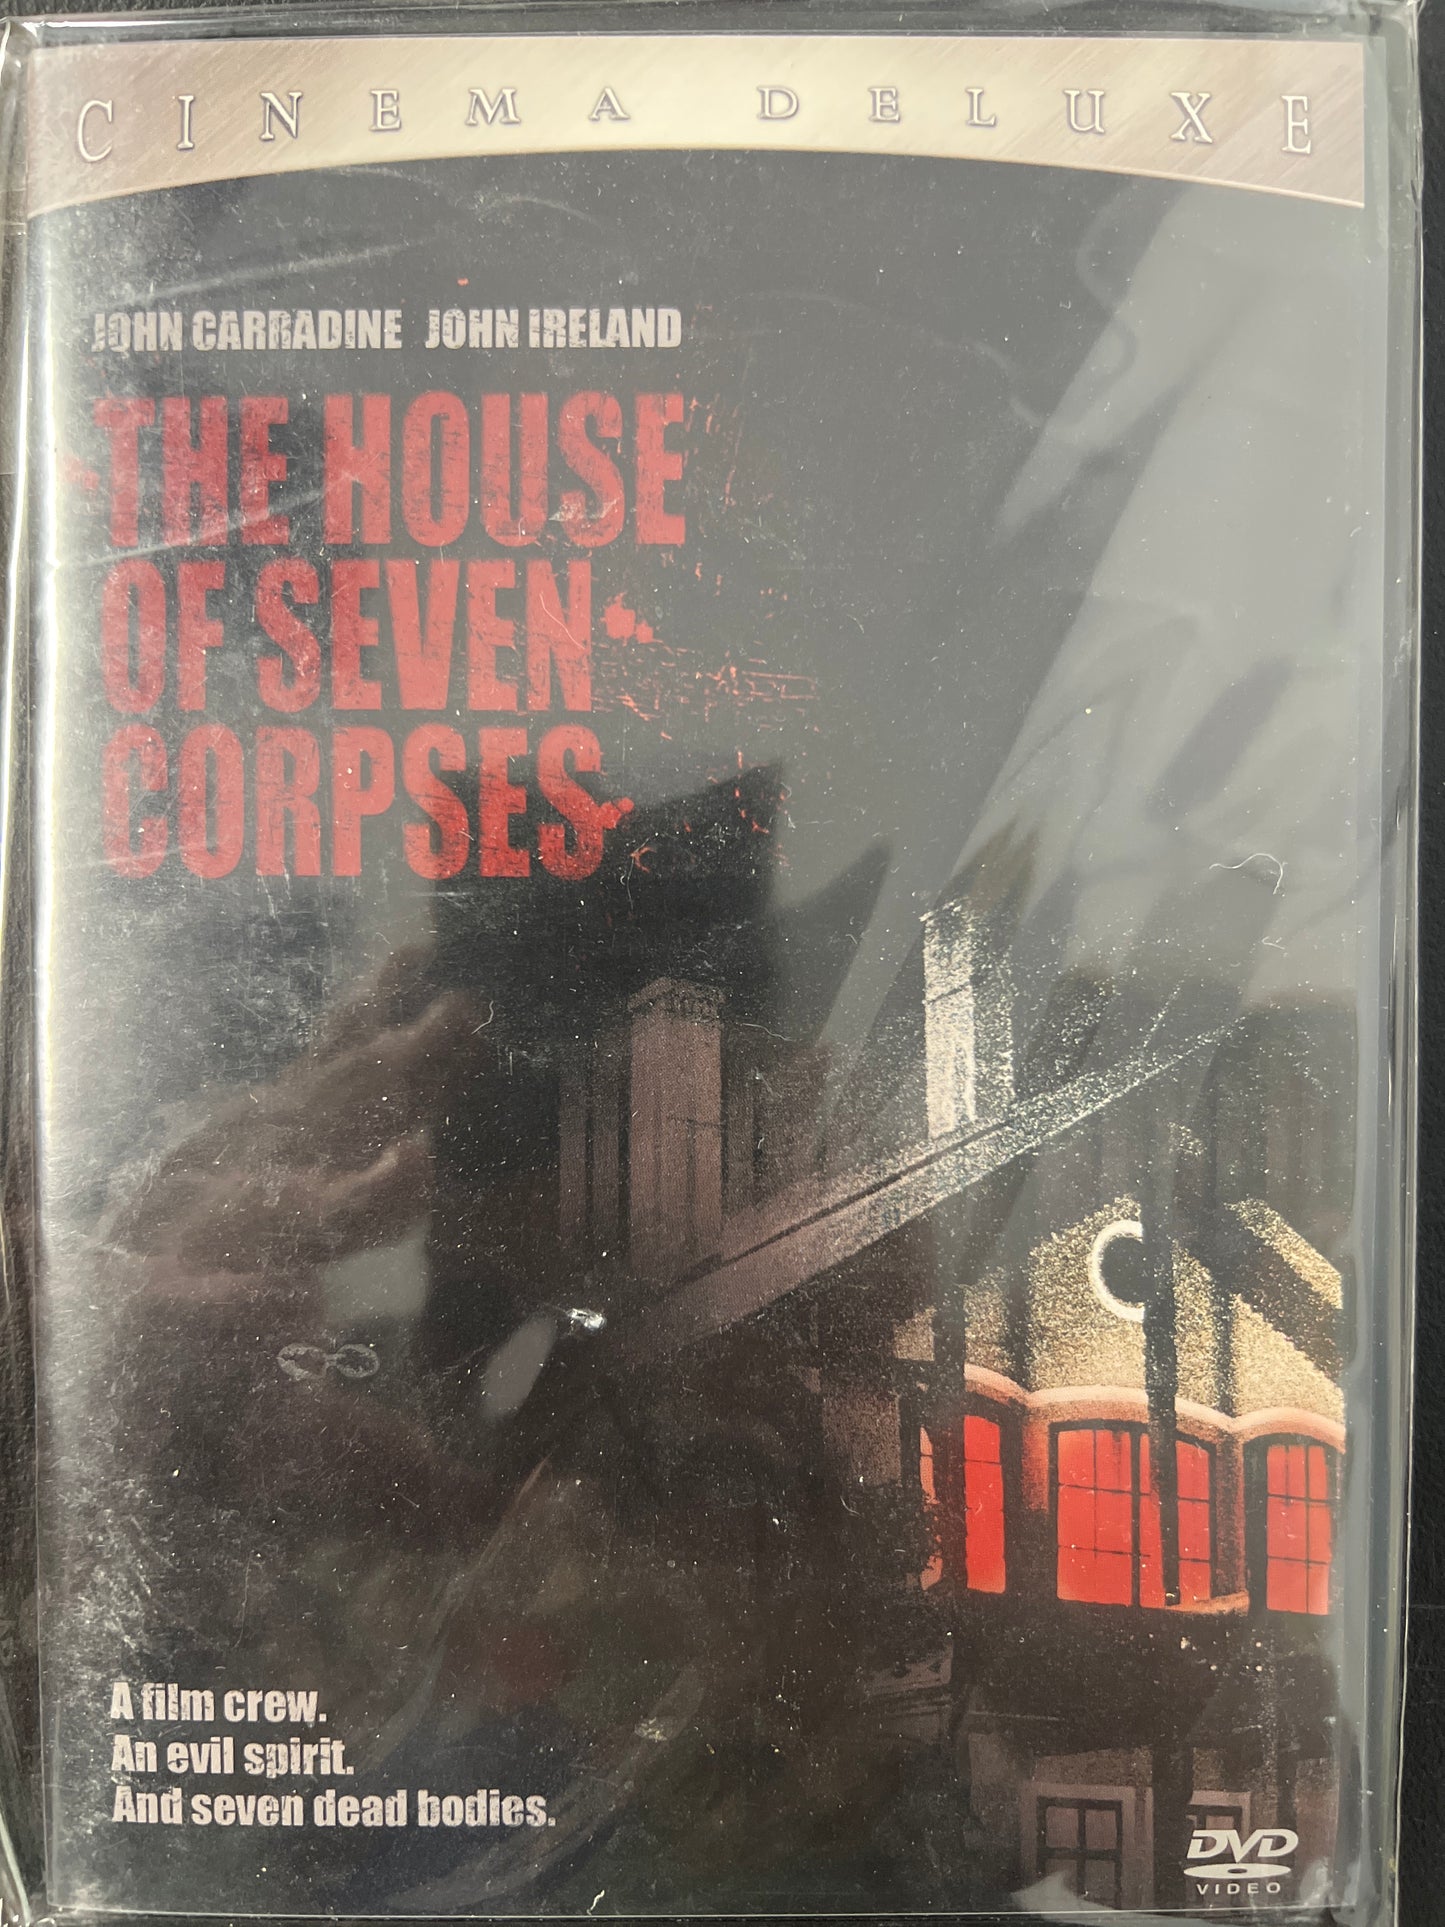 CINEMA DELUXE
JOHN CARRADINE JOHN IRELAND
THE HOUSE
OF SEVEN
CORPSES
A film crew.
An evil spirit.
And seven dead bodies.
DVD
VIDEO